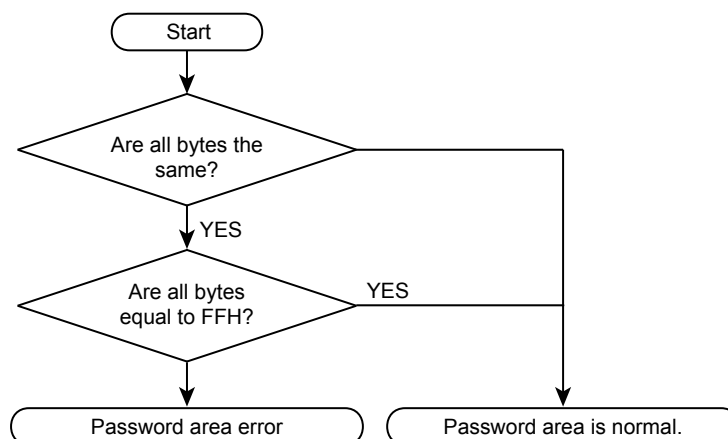 Start
Are all bytes the
same?
YES
Are all bytes
equal to FFH?
YES
Password area error
Password area is normal.